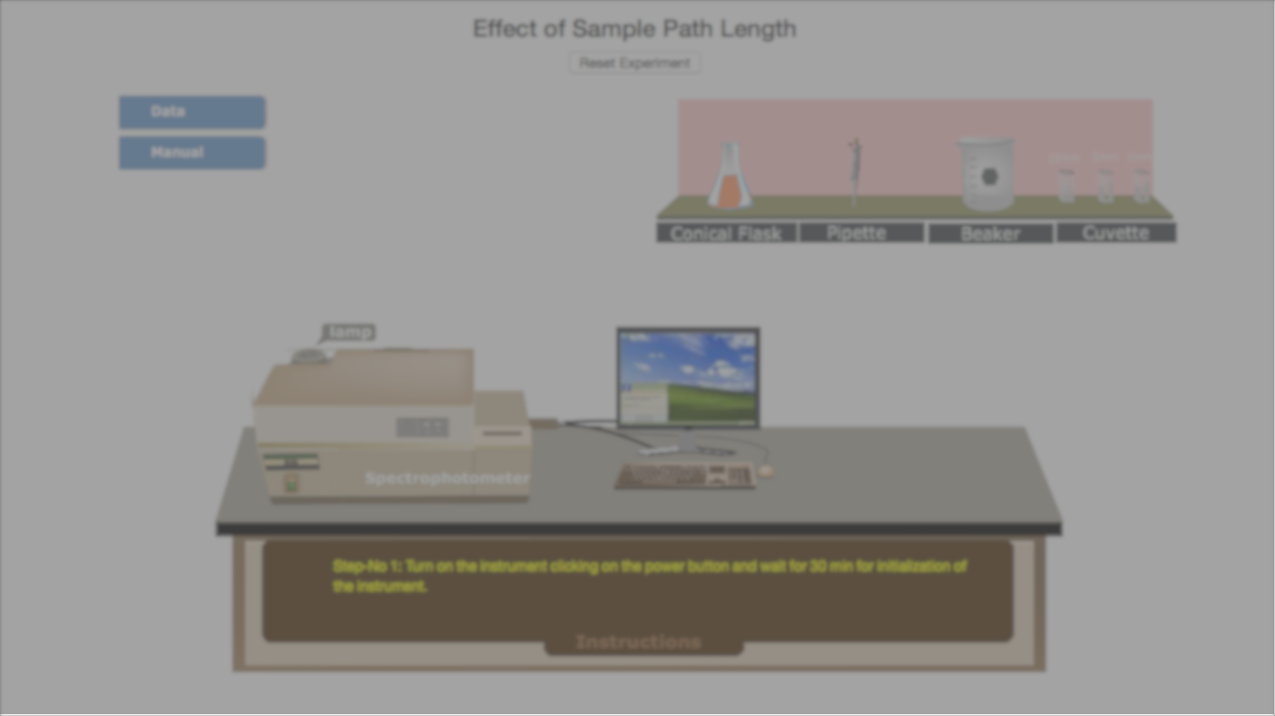 Effect of Sample Path Length
Reset Experiment
Data
Manual
Conical Flask
Pipette
Beaker
Cuvette
lamp
Spectrophotometer
Step-No 1: Turn on the instrument clicking on the power button and wait for 30 min for initialization of
the instrument.
Instructions